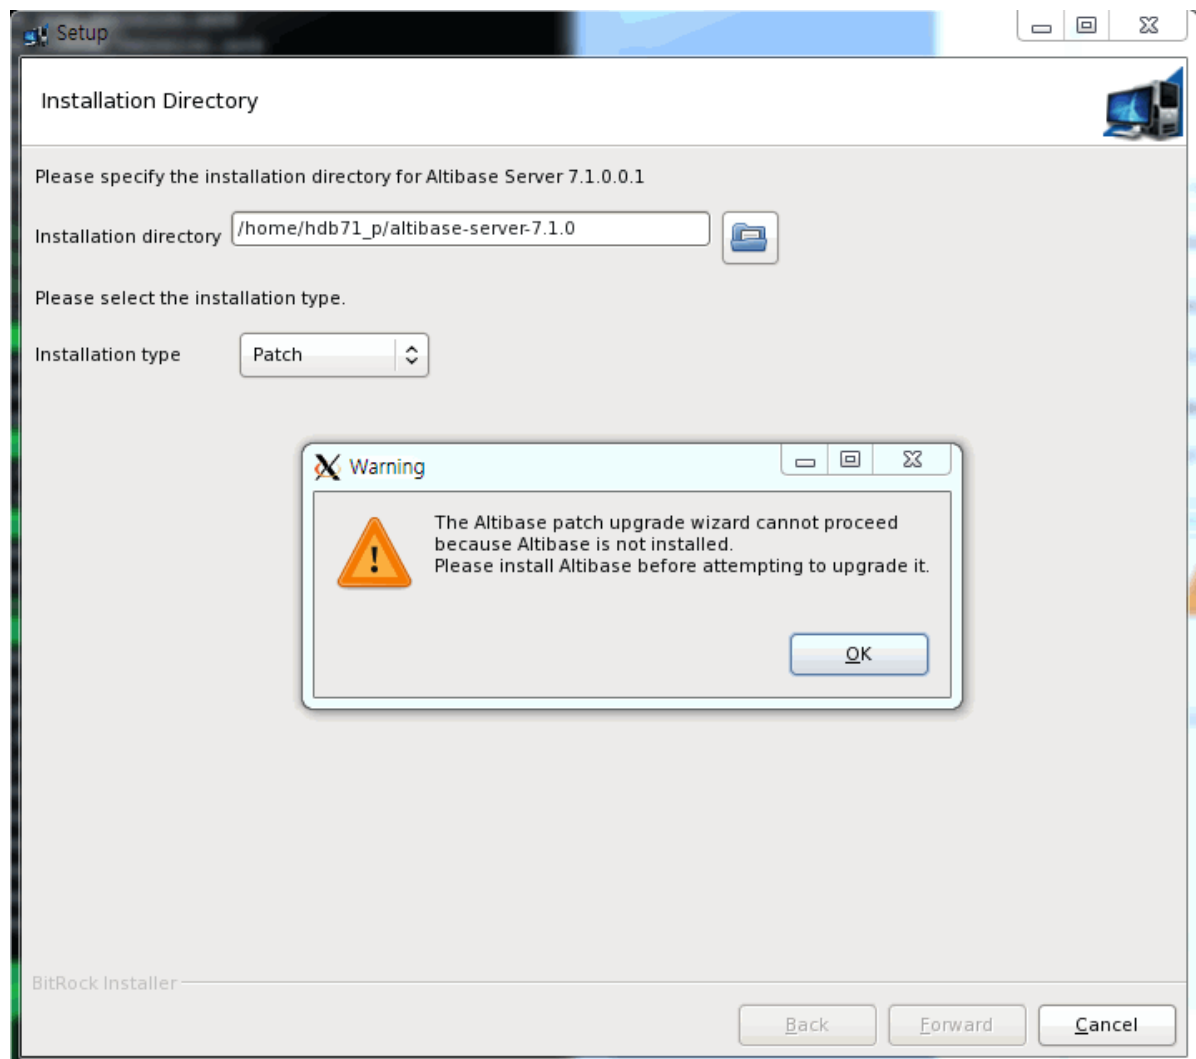 Setup
Installation Directory
Please specify the installation directory for Altibase Server 7.1.0.0.1
Installation directory /home/hdb71_p/altibase-server-7.1.0
Please select the installation type.
Installation type Patch
Warning
The Altibase patch upgrade wizard cannot proceed
because Altibase is not installed.
Please install Altibase before attempting to upgrade it.
OK
BitRock Installer
Back Forward Cancel